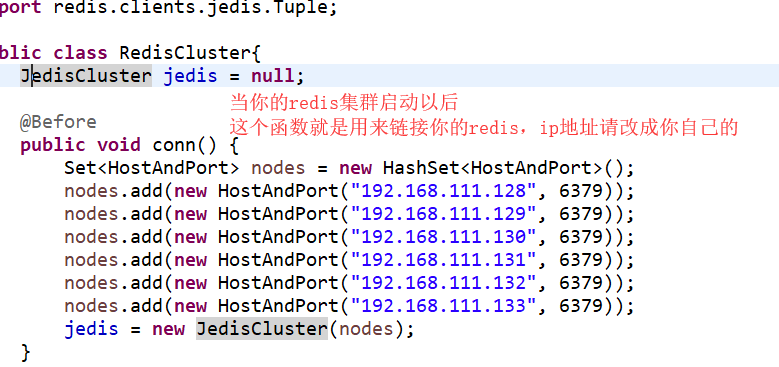 port redis.clients.jedis.Tuple;
blic class RedisCluster{
JedisCluster jedis = null;
当你的redis集群启动以后
@Before
这个函数就是用来链接你的redis，ip地址请改成你自己的
public void conn() {
Set<HostAndPort> nodes = new HashSet<HostAndPort>();
nodes.add(new HostAndPort("192.168.111.128", 6379));
nodes.add(new HostAndPort("192.168.111.129", 6379));
nodes.add(new HostAndPort("192.168.111.130", 6379));
nodes.add(new HostAndPort("192.168.111.131", 6379));
nodes.add(new HostAndPort("192.168.111.132", 6379));
nodes.add(new HostAndPort("192.168.111.133", 6379));
jedis = new JedisCluster(nodes);
}